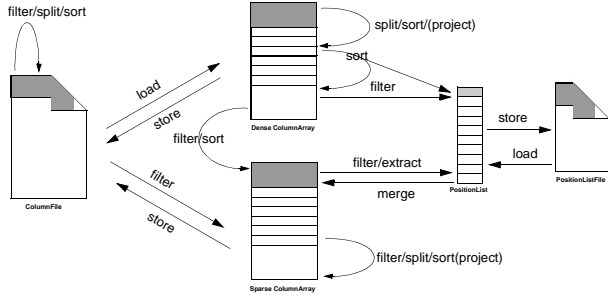 filter/split/sort
split/sort/(project)
sort
load
store
filter
Dense ColumnArray
filter/sort
store
load
PositionList
PositionListFile
filter/extract
merge
filter
store
ColumnFile
filter/split/sort(project)
Sparse ColumnArray